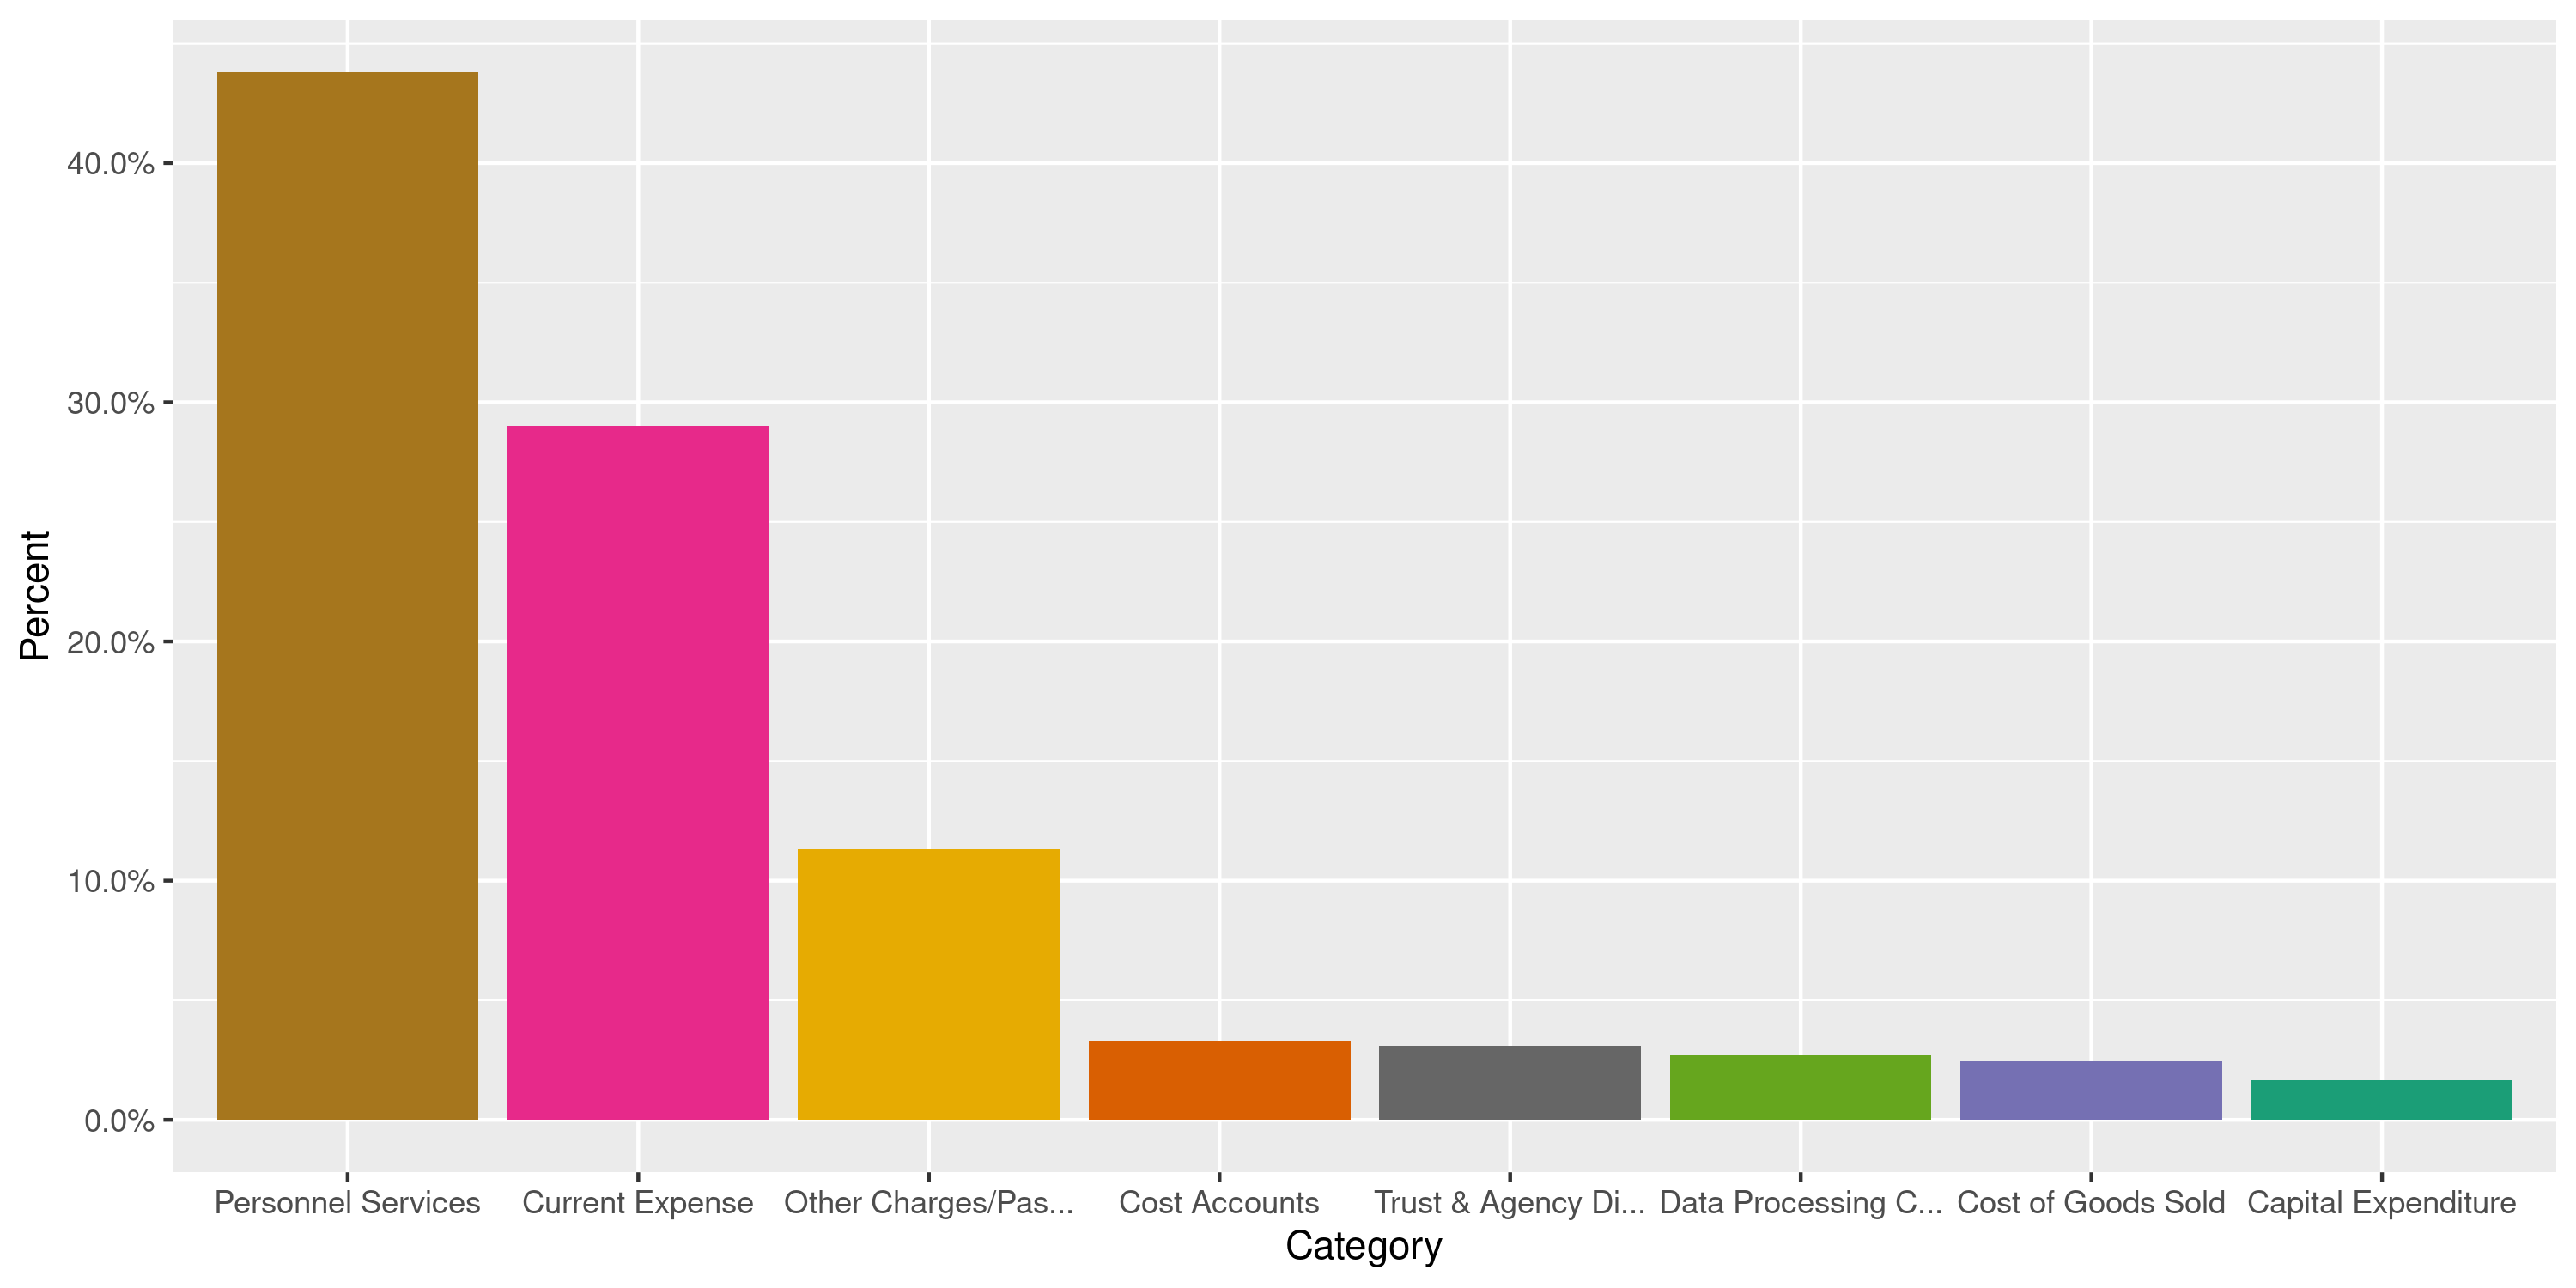 Percent
40.0%
30.0%
20.0%
10.0%
0.0%
Personnel Services
Current Expense
Other Charges/Pas...
Cost Accounts
Trust & Agency Di...
Data Processing C...
Cost of Goods Sold
Capital Expenditure
Category